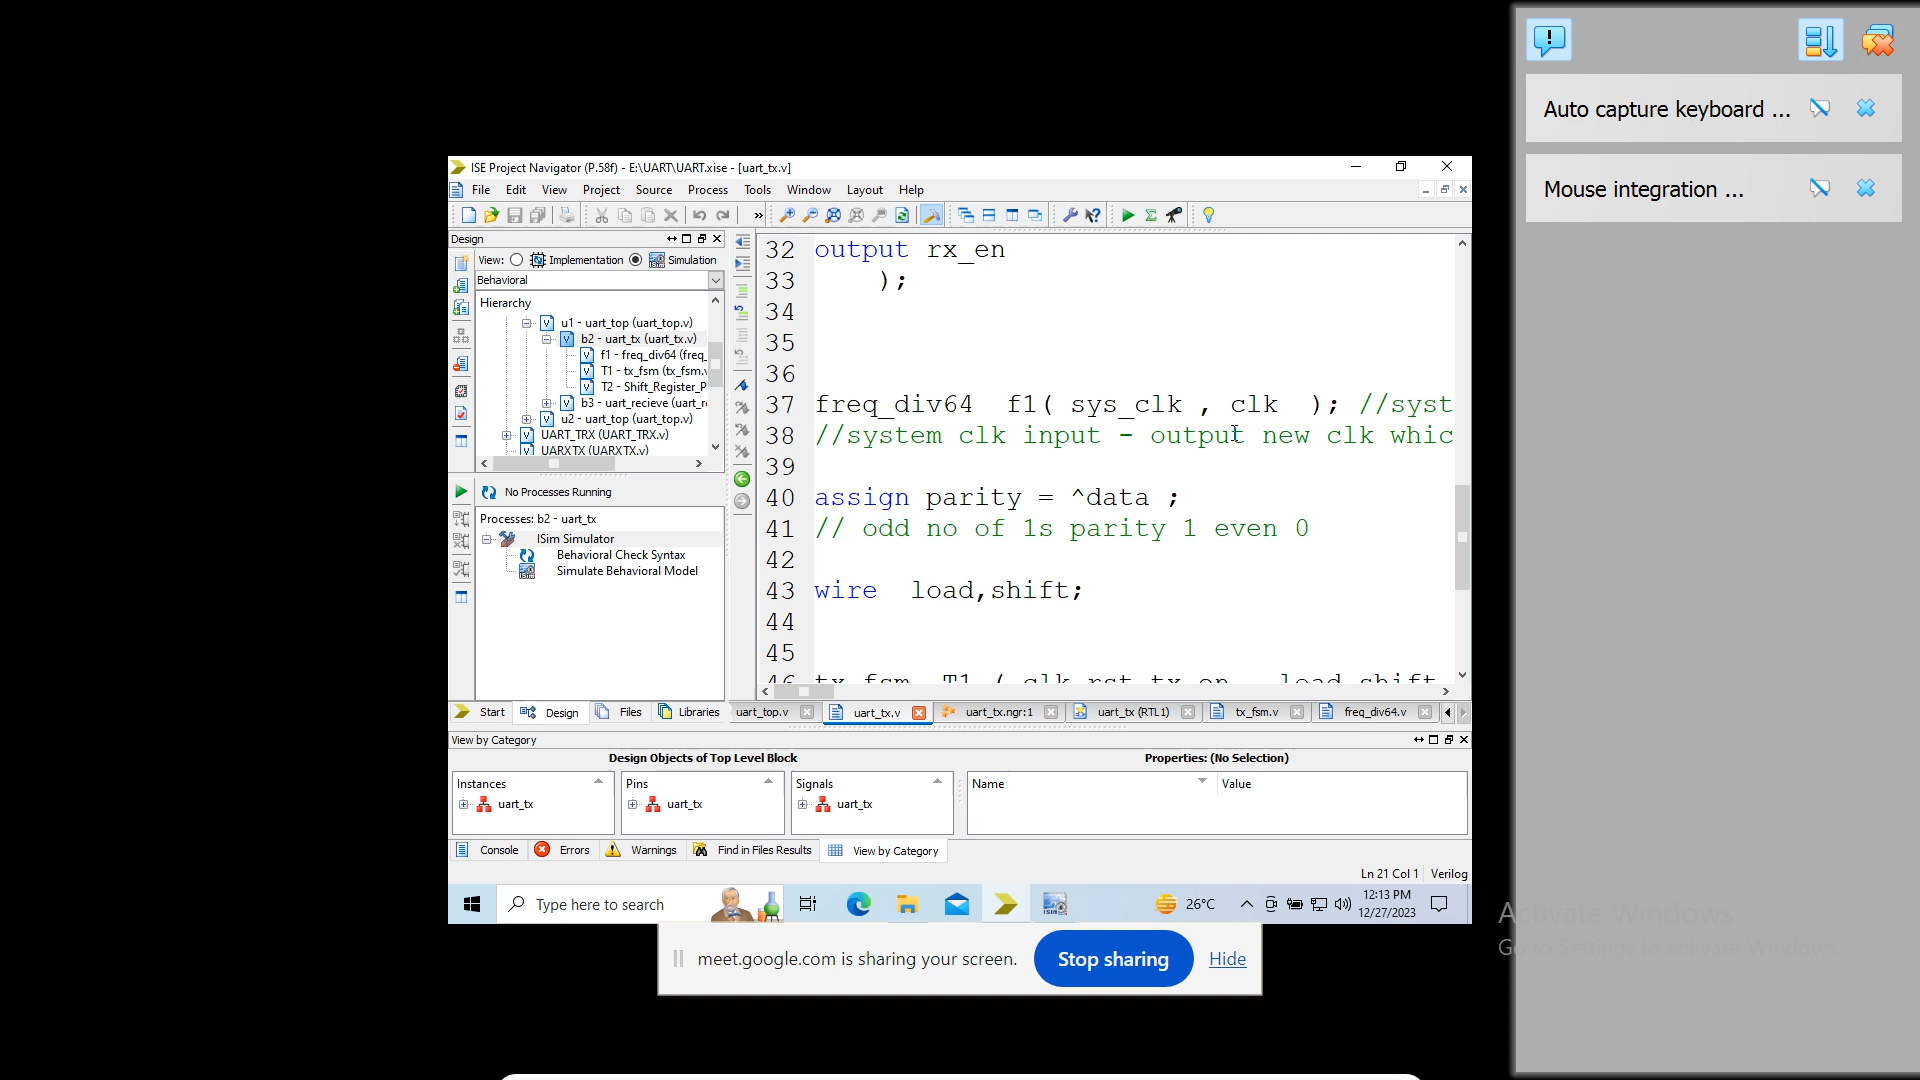 ISE Project Navigator (P.58f) - E:\UART\UART.xise - [uart_tx.v]
File Edit View Project Source Process Tools Window Layout Help
Design
View: Implementation Simulation
Behavioral
Hierarchy
u1 - uart_top (uart_top.v)
b2 - uart_tx (uart_tx.v)
f1 - freq_div64 (freq_
T1 - tx_fsm (tx_fsm.v
T2 - Shift_Register_P
b3 - uart_recieve (uart_r
u2 - uart_top (uart_top.v)
UART_TRX (UART_TRX.v)
UARXTX (UARXTX.v)
No Processes Running
Processes: b2 - uart_tx
ISim Simulator
Behavioral Check Syntax
Simulate Behavioral Model
Start Design Files Libraries
32 output rx_en
33 );
34
35
36
37 freq_div64 f1( sys_clk , clk ); //syst
38 //system clk input - output new clk whic
39
40 assign parity = ^data ;
41 // odd no of 1s parity 1 even 0
42
43 wire load,shift;
44
45
uart_top.v uart_tx.v uart_tx.ngr:1 uart_tx (RTL1) tx_fsm.v freq_div64.v
View by Category
Design Objects of Top Level Block
Properties: (No Selection)
Instances Pins Signals Name Value
uart_tx uart_tx uart_tx
Console Errors Warnings Find in Files Results View by Category
Ln 21 Col 1 Verilog
Type here to search
26°C
12:13 PM
12/27/2023
meet.google.com is sharing your screen. Stop sharing Hide
Auto capture keyboard ...
Mouse integration ...
Activate Windows
Go to Settings to activate Windows.